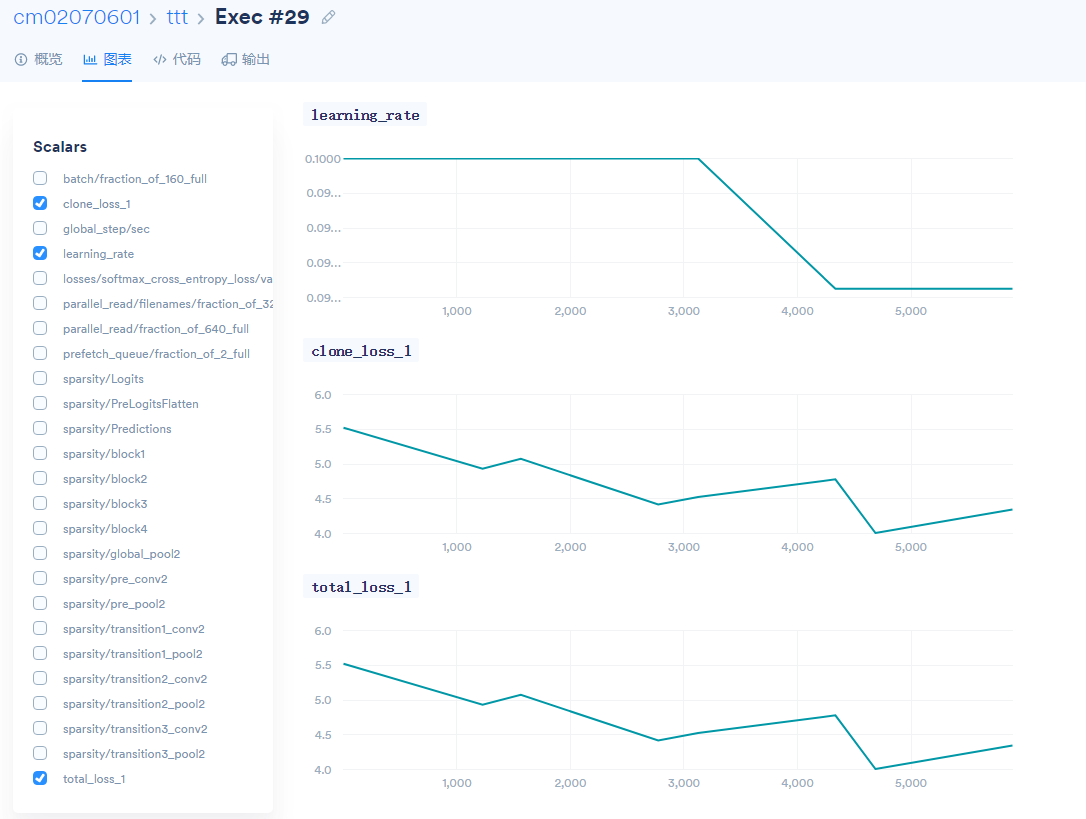 cm02070601 > ttt > Exec #29
概览 图表 </> 代码 输出
Scalars
batch/fraction_of_160_full
clone_loss_1
global_step/sec
learning_rate
losses/softmax_cross_entropy_loss/va
parallel_read/filenames/fraction_of_32
parallel_read/fraction_of_640_full
prefetch_queue/fraction_of_2_full
sparsity/Logits
sparsity/PreLogitsFlatten
sparsity/Predictions
sparsity/block1
sparsity/block2
sparsity/block3
sparsity/block4
sparsity/global_pool2
sparsity/pre_conv2
sparsity/pre_pool2
sparsity/transition1_conv2
sparsity/transition1_pool2
sparsity/transition2_conv2
sparsity/transition2_pool2
sparsity/transition3_conv2
sparsity/transition3_pool2
total_loss_1
learning_rate
0.1000
0.09...
0.09...
0.09...
0.09...
1,000 2,000 3,000 4,000 5,000
clone_loss_1
6.0
5.5
5.0
4.5
4.0
1,000 2,000 3,000 4,000 5,000
total_loss_1
6.0
5.5
5.0
4.5
4.0
1,000 2,000 3,000 4,000 5,000